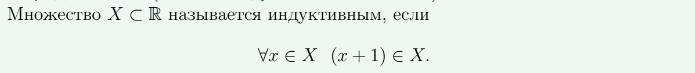 Множество X ⊂ ℝ называется индуктивным, если
∀x ∈ X (x + 1) ∈ X.